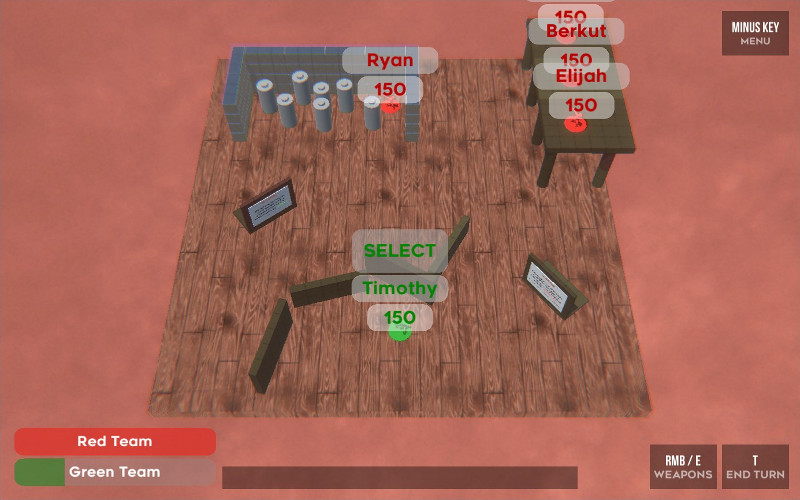 150
Berkut
MINUS KEY
MENU
Ryan
150
150
Elijah
150
SELECT
Timothy
150
Red Team
Green Team
RMB / E
WEAPONS
T
END TURN